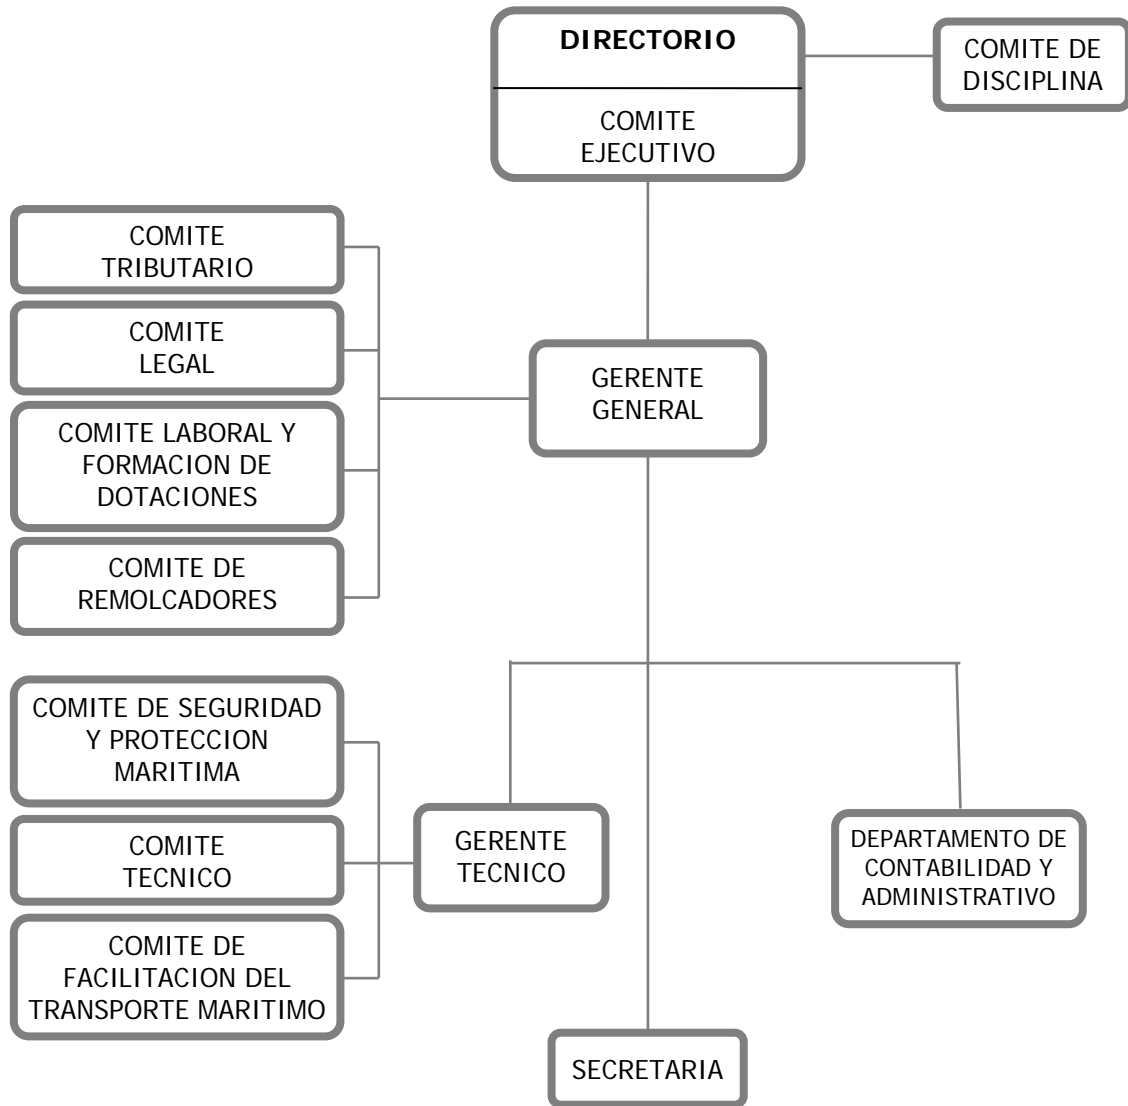 DIRECTORIO
COMITE
EJECUTIVO
COMITE DE
DISCIPLINA
COMITE
TRIBUTARIO
COMITE
LEGAL
COMITE LABORAL Y
FORMACION DE
DOTACIONES
COMITE DE
REMOLCADORES
GERENTE
GENERAL
COMITE DE SEGURIDAD
Y PROTECCION
MARITIMA
COMITE
TECNICO
COMITE DE
FACILITACION DEL
TRANSPORTE MARITIMO
GERENTE
TECNICO
DEPARTAMENTO DE
CONTABILIDAD Y
ADMINISTRATIVO
SECRETARIA